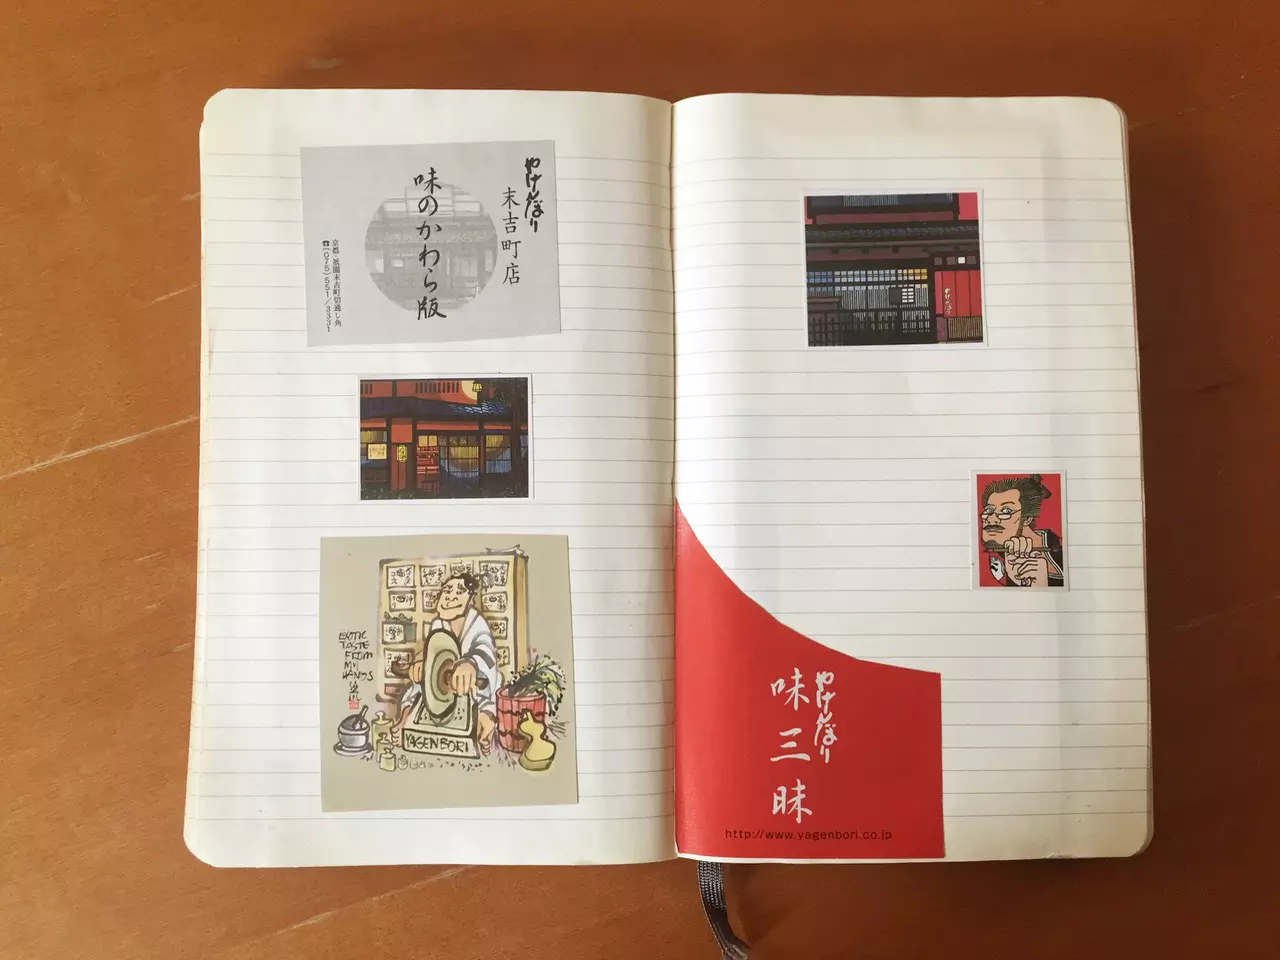 やげんぼり
末吉町店
味のかわら版
京都・祇園末吉町切通し角
☎(075)551／3331
EXOTIC
TASTE
FROM
MY
HANDS
YAGENBORI
やげんぼり
味三昧
http://www.yagenbori.co.jp